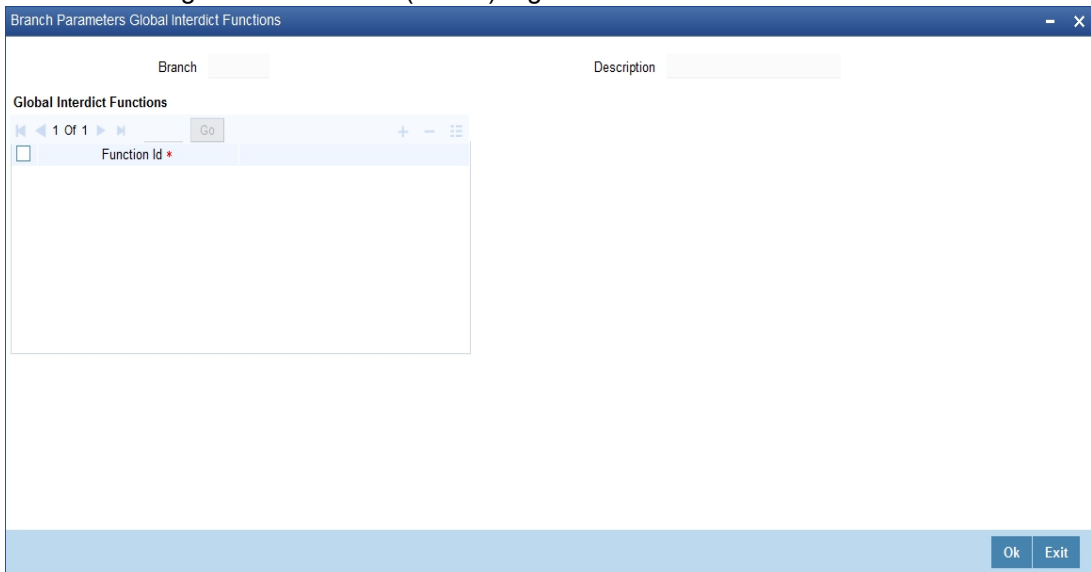 Branch Parameters Global Interdict Functions
Branch Description
Global Interdict Functions
1 Of 1 Go
Function Id *
Ok Exit